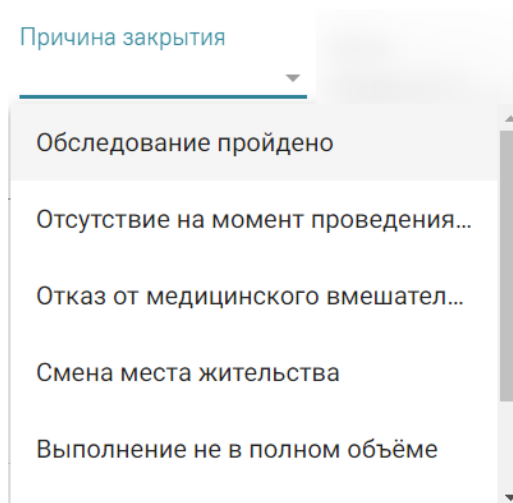 Причина закрытия
Обследование пройдено
Отсутствие на момент проведения...
Отказ от медицинского вмешател...
Смена места жительства
Выполнение не в полном объёме